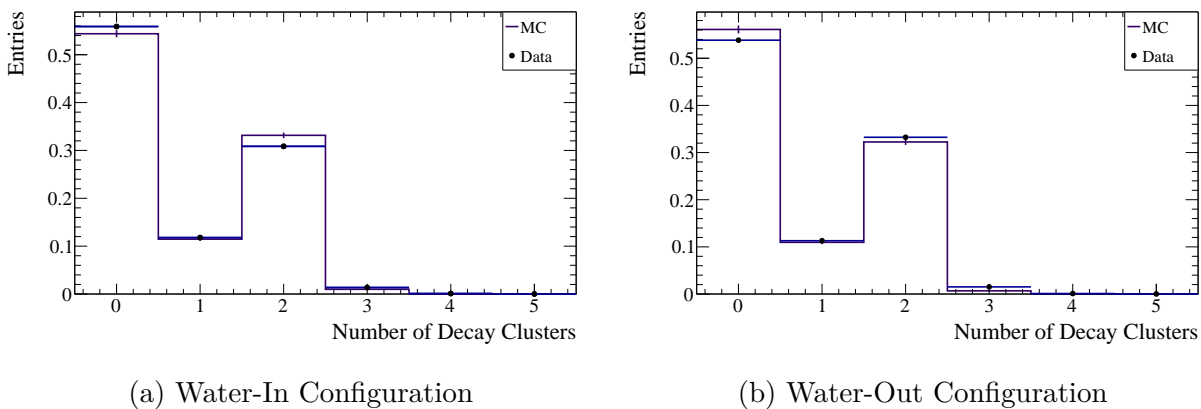 Entries
0.5
0.4
0.3
0.2
0.1
0
0 1 2 3 4 5
Number of Decay Clusters
MC
Data
(a) Water-In Configuration
Entries
0.5
0.4
0.3
0.2
0.1
0
0 1 2 3 4 5
Number of Decay Clusters
MC
Data
(b) Water-Out Configuration